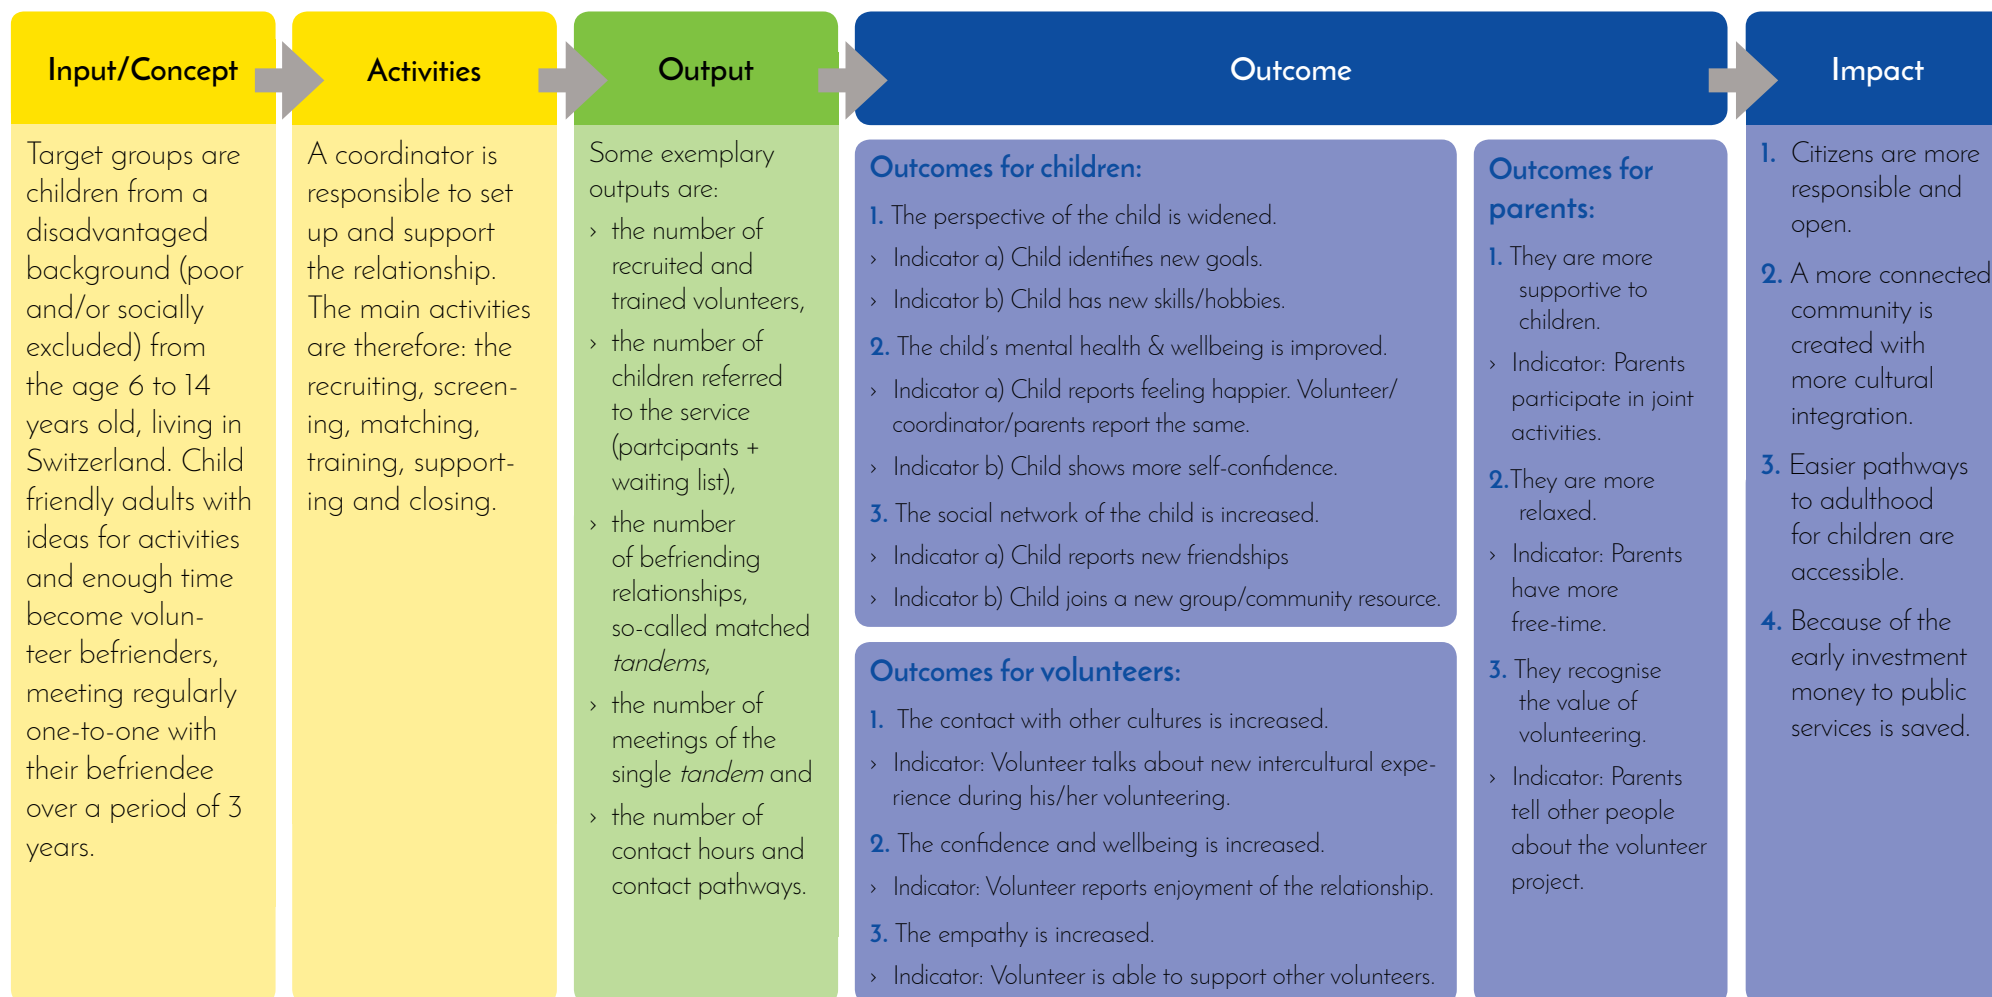 Input/Concept
Activities
Output
Outcome
Impact
Target groups are
children from a
disadvantaged
background (poor
and/or socially
excluded) from
the age 6 to 14
years old, living in
Switzerland. Child
friendly adults with
ideas for activities
and enough time
become volun-
teer befrienders,
meeting regularly
one-to-one with
their befriendee
over a period of 3
years.
A coordinator is
responsible to set
up and support
the relationship.
The main activities
are therefore: the
recruiting, screen-
ing, matching,
training, support-
ing and closing.
Some exemplary
outputs are:
› the number of
recruited and
trained volunteers,
› the number of
children referred
to the service
(partcipants +
waiting list),
› the number
of befriending
relationships,
so-called matched
tandems,
› the number of
meetings of the
single tandem and
› the number of
contact hours and
contact pathways.
Outcomes for children:
1. The perspective of the child is widened.
› Indicator a) Child identifies new goals.
› Indicator b) Child has new skills/hobbies.
2. The child's mental health & wellbeing is improved.
› Indicator a) Child reports feeling happier. Volunteer/
coordinator/parents report the same.
› Indicator b) Child shows more self-confidence.
3. The social network of the child is increased.
› Indicator a) Child reports new friendships
› Indicator b) Child joins a new group/community resource.
Outcomes for volunteers:
1. The contact with other cultures is increased.
› Indicator: Volunteer talks about new intercultural expe-
rience during his/her volunteering.
2. The confidence and wellbeing is increased.
› Indicator: Volunteer reports enjoyment of the relationship.
3. The empathy is increased.
› Indicator: Volunteer is able to support other volunteers.
Outcomes for
parents:
1. They are more
supportive to
children.
› Indicator: Parents
participate in joint
activities.
2.They are more
relaxed.
› Indicator: Parents
have more
free-time.
3. They recognise
the value of
volunteering.
› Indicator: Parents
tell other people
about the volunteer
project.
1. Citizens are more
responsible and
open.
2. A more connected
community is
created with
more cultural
integration.
3. Easier pathways
to adulthood
for children are
accessible.
4. Because of the
early investment
money to public
services is saved.